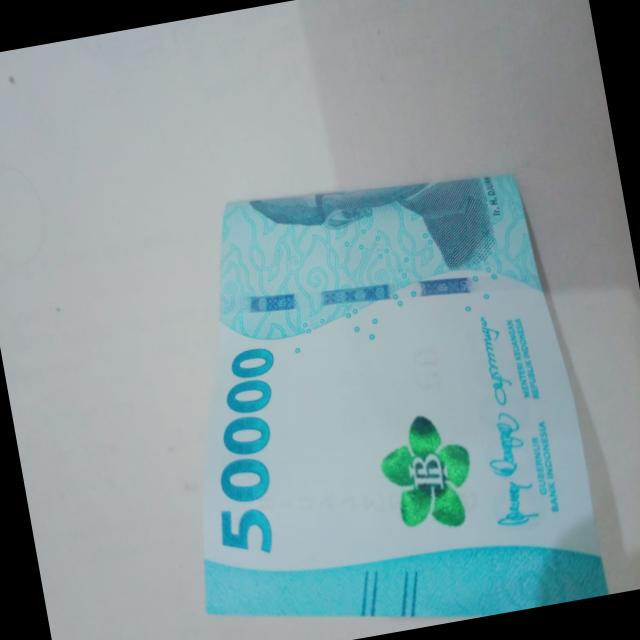 50000
GUBERNUR
BANK INDONESIA
MENTERI KEUANGAN
REPUBLIK INDONESIA